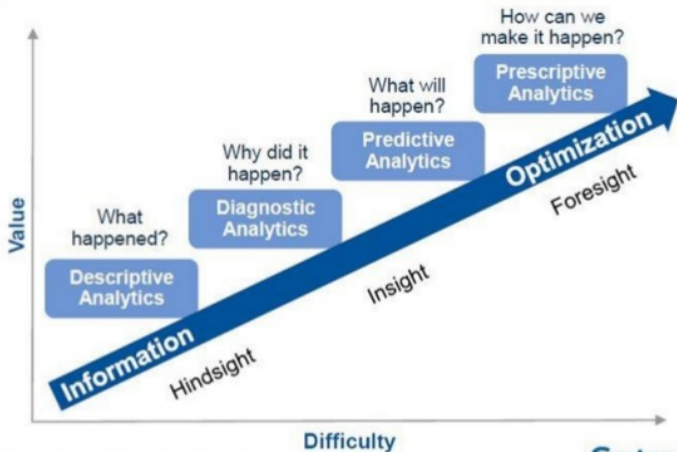 How can we
make it happen?
Prescriptive
Analytics
What will
happen?
Predictive
Analytics
Optimization
Foresight
Why did it
happen?
Diagnostic
Analytics
Insight
What
happened?
Descriptive
Analytics
Information
Hindsight
Value
Difficulty